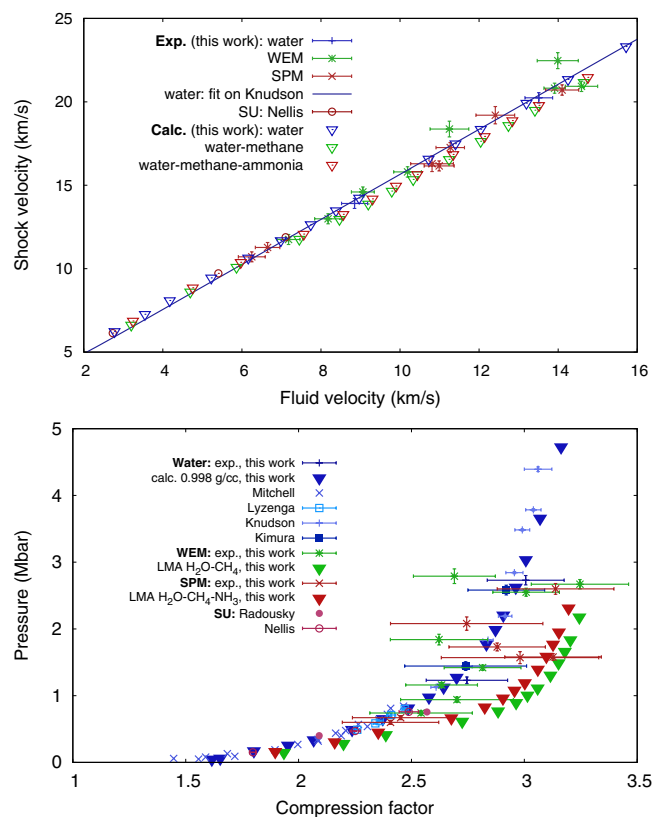 25
20
15
10
5
Shock velocity (km/s)
Exp. (this work): water
WEM
SPM
water: fit on Knudson
SU: Nellis
Calc. (this work): water
water-methane
water-methane-ammonia
2 4 6 8 10 12 14 16
Fluid velocity (km/s)
5
4
3
2
1
0
Pressure (Mbar)
Water: exp., this work
calc. 0.998 g/cc, this work
Mitchell
Lyzenga
Knudson
Kimura
WEM: exp., this work
LMA H₂O-CH₄, this work
SPM: exp., this work
LMA H₂O-CH₄-NH₃, this work
SU: Radousky
Nellis
1 1.5 2 2.5 3 3.5
Compression factor